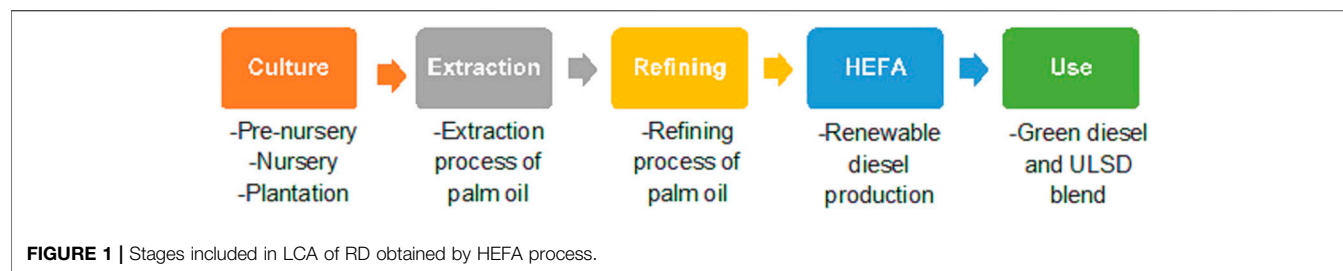 Culture
-Pre-nursery
-Nursery
-Plantation
Extraction
-Extraction
process of
palm oil
Refining
-Refining
process of
palm oil
HEFA
-Renewable
diesel
production
Use
-Green diesel
and ULSD
blend
FIGURE 1 | Stages included in LCA of RD obtained by HEFA process.